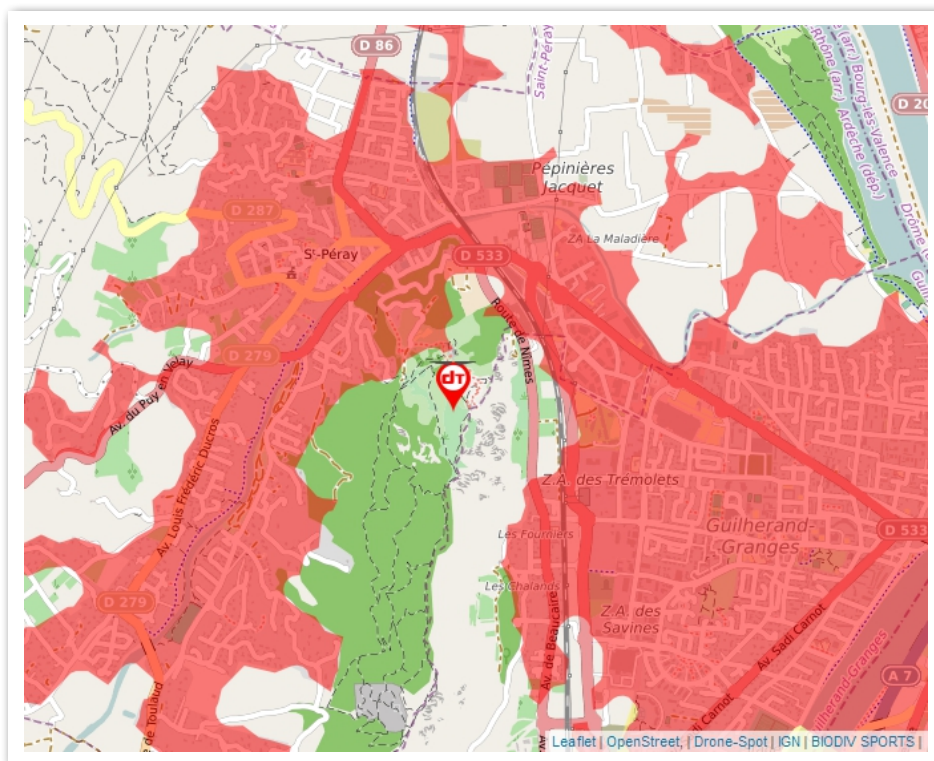 D 86
Saint-Péray
(arr.) Bourg-lès-Valence
Rhône (arr.) Ardèche (dép.)
D 20
Pépinières
Jacquet
D 287
ZA La Maladière
St-Péray
D 533
Route de Nîmes
D 279
dT
Av. du Puy en Velay
Av. Louis Frédéric Ducros
Z.A. des Trémolets
Guilherand-
Granges
D 533
Les Fourniers
Les Chalands
D 279
Z.A. des
Savines
Av. de Beaucaire
Av. Sadi Carnot
Guilherand-Granges
A 7
e de Toulaud
di Carnot
Av.
Leaflet | OpenStreet, | Drone-Spot | IGN | BIODIV SPORTS |